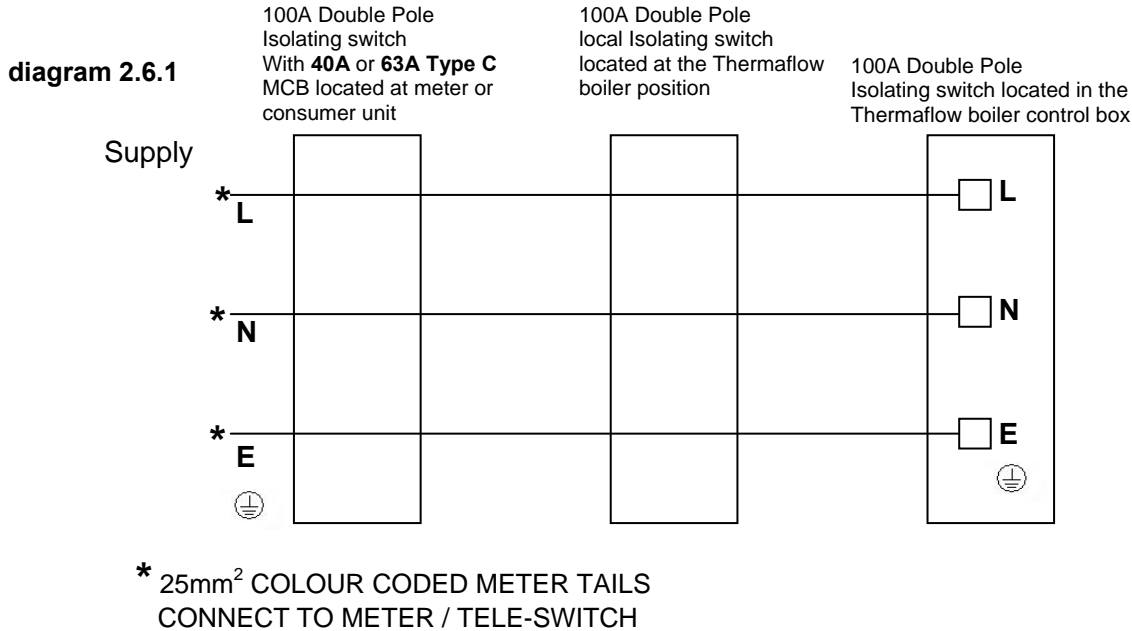 100A Double Pole
Isolating switch
With 40A or 63A Type C
MCB located at meter or
consumer unit
100A Double Pole
local Isolating switch
located at the Thermaflow
boiler position
100A Double Pole
Isolating switch located in the
Thermaflow boiler control box
diagram 2.6.1
Supply
* L
L
* N
N
* E
E
* 25mm² COLOUR CODED METER TAILS
CONNECT TO METER / TELE-SWITCH